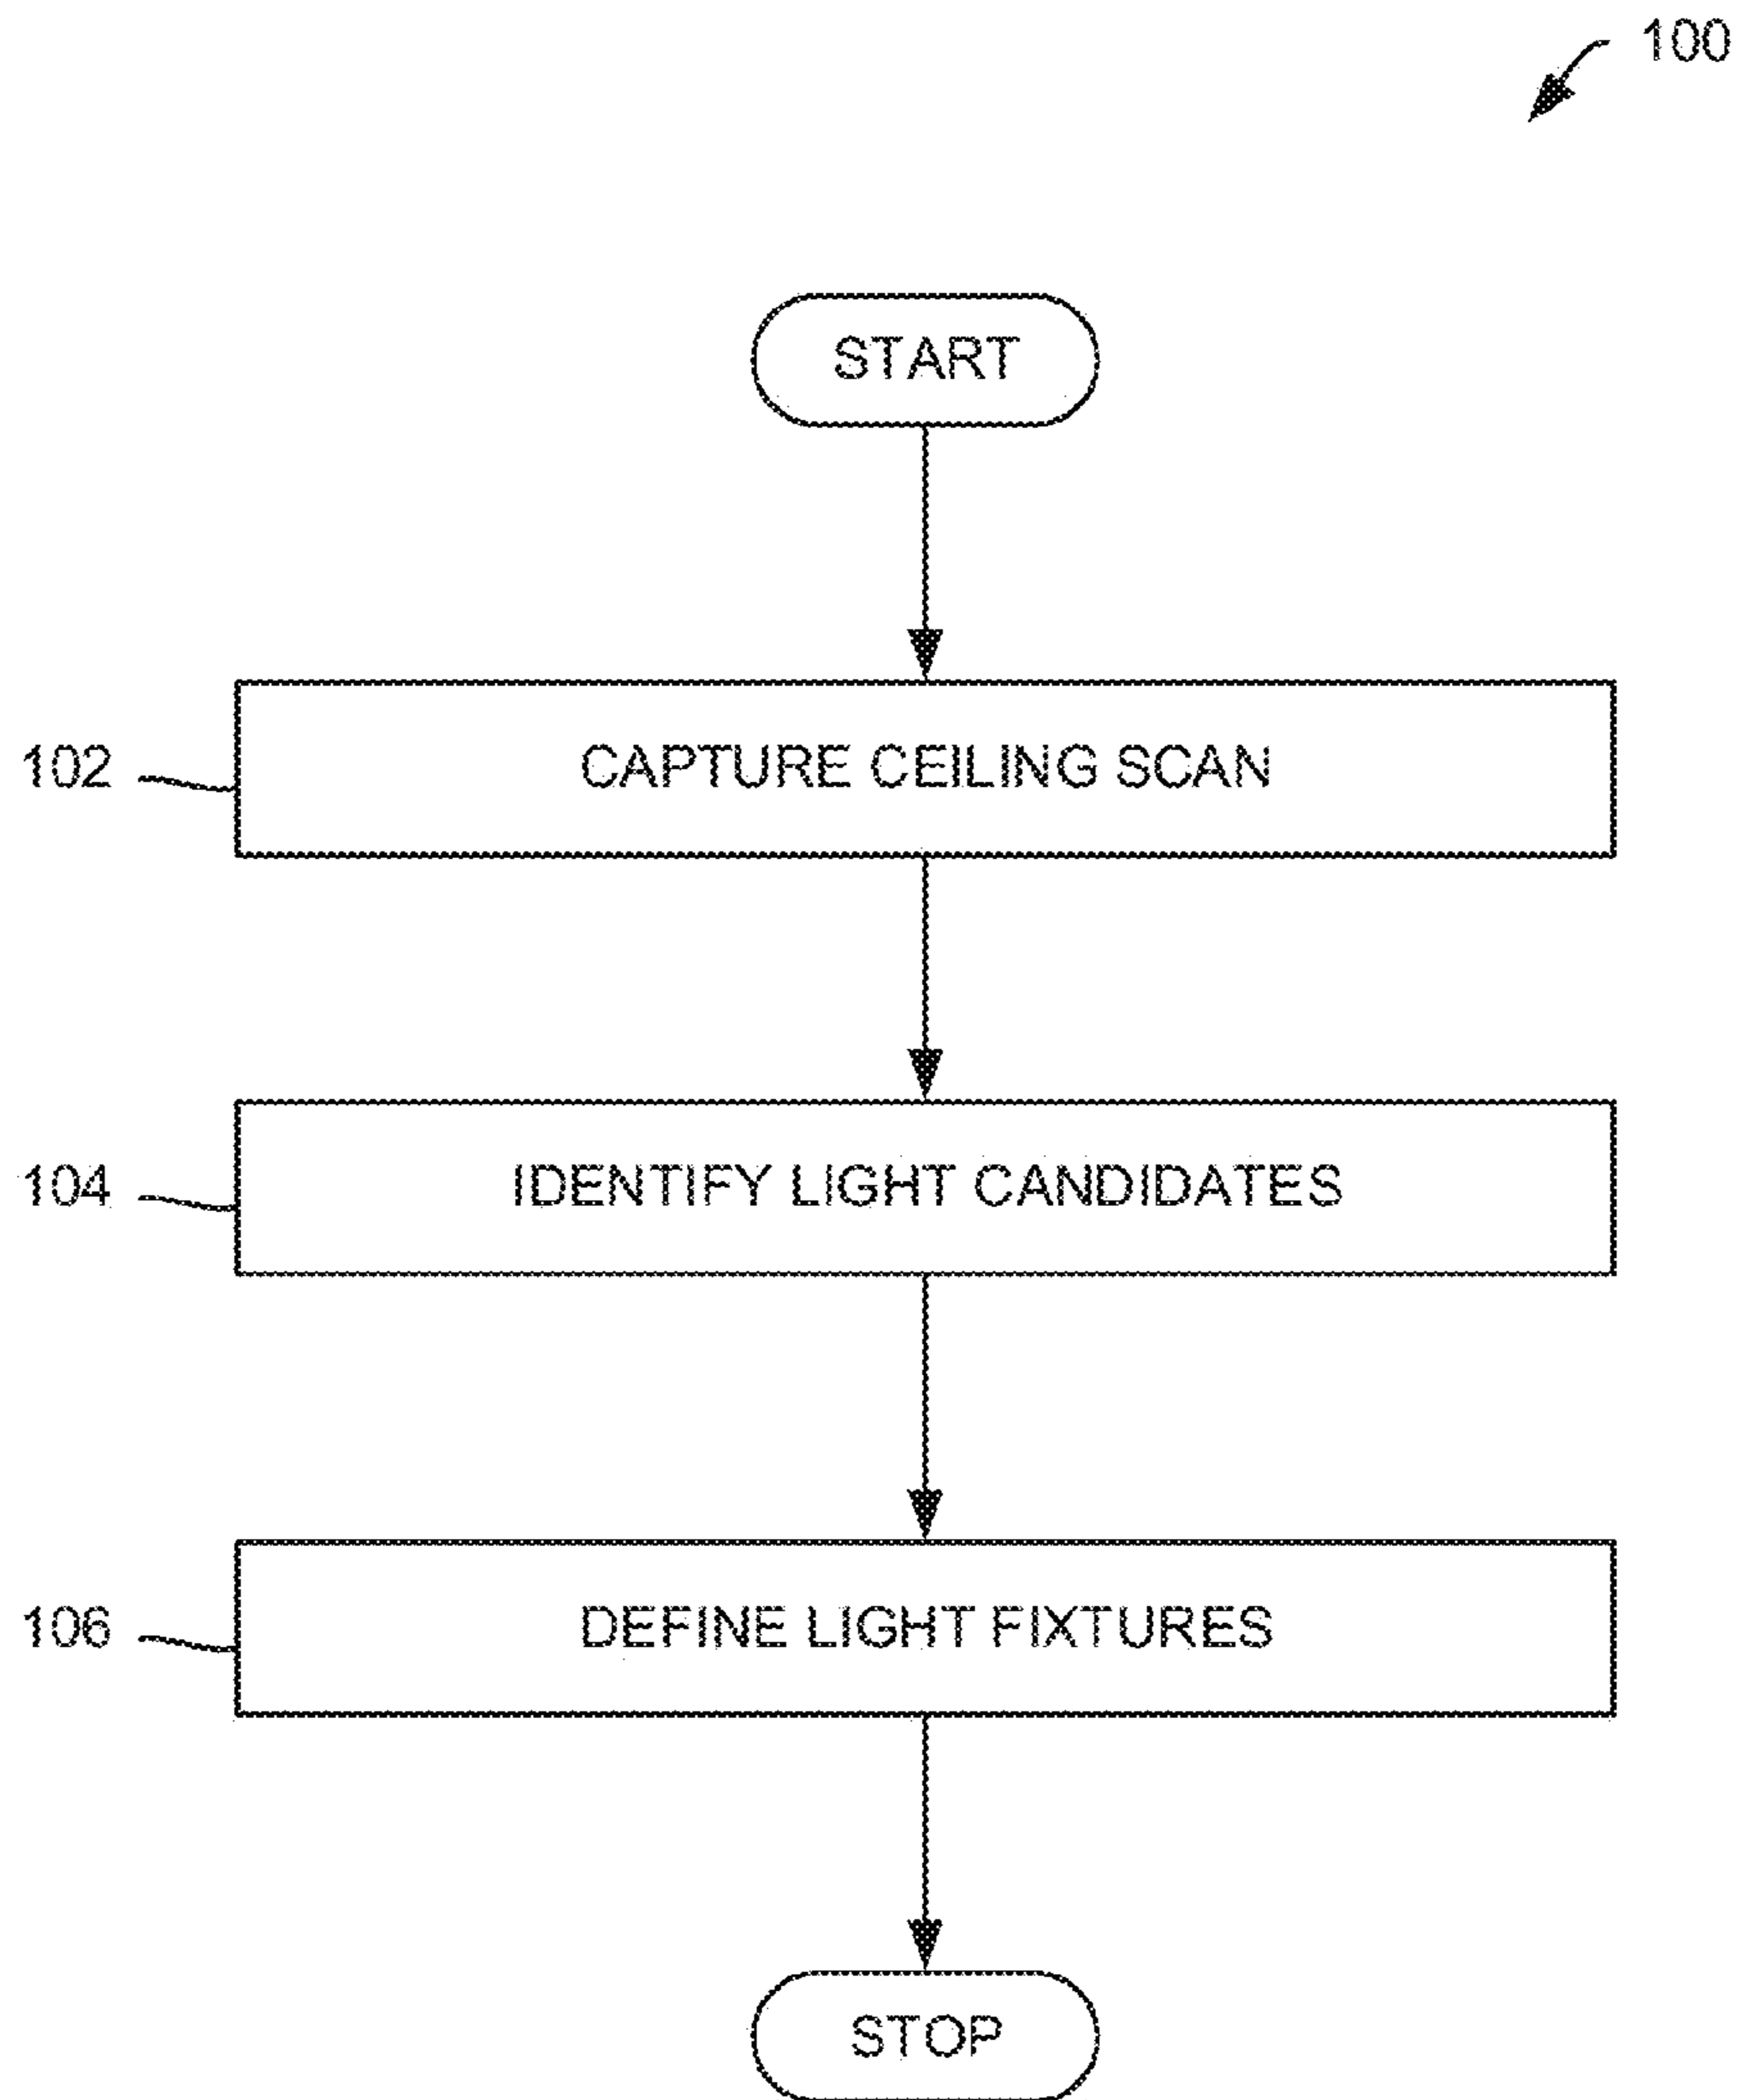 100
START
102 CAPTURE CEILING SCAN
104 IDENTIFY LIGHT CANDIDATES
106 DEFINE LIGHT FIXTURES
STOP